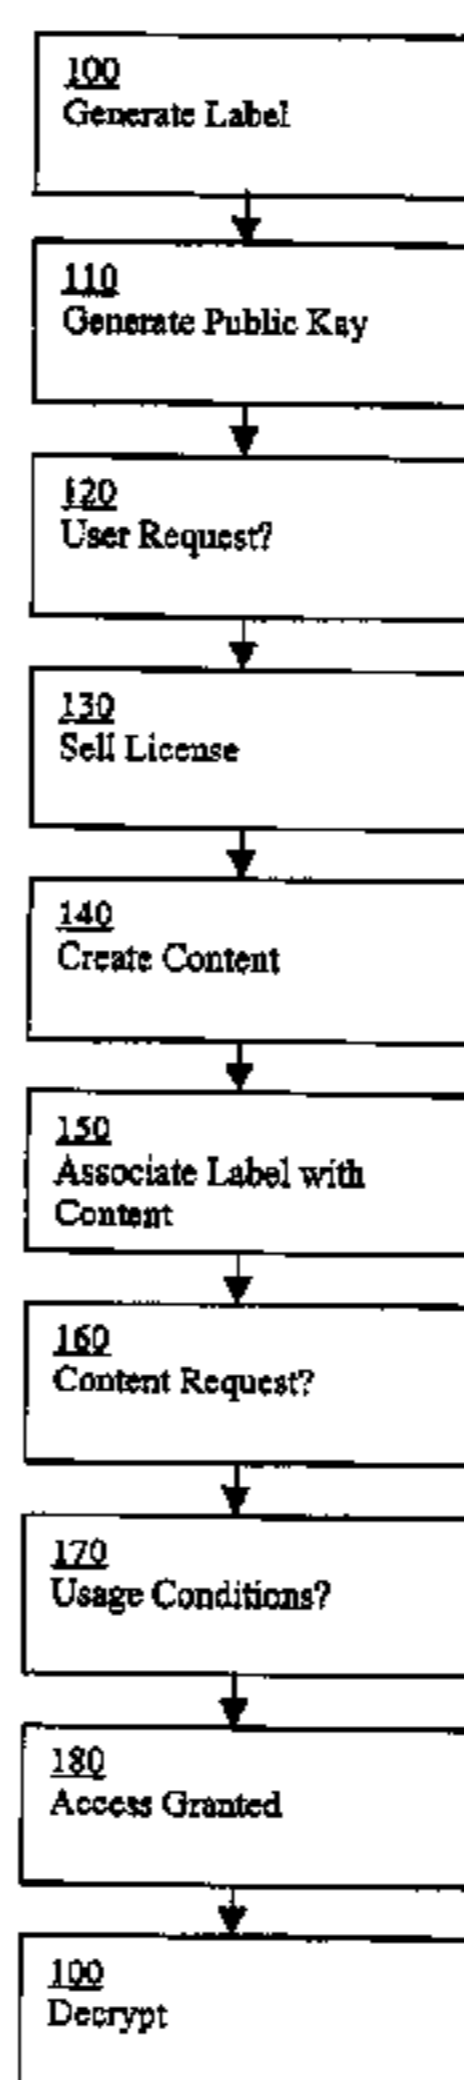 100
Generate Label
110
Generate Public Kay
120
User Request?
130
Sell License
140
Create Content
150
Associate Label with
Content
160
Content Request?
170
Usage Conditions?
180
Access Granted
100
Decrypt